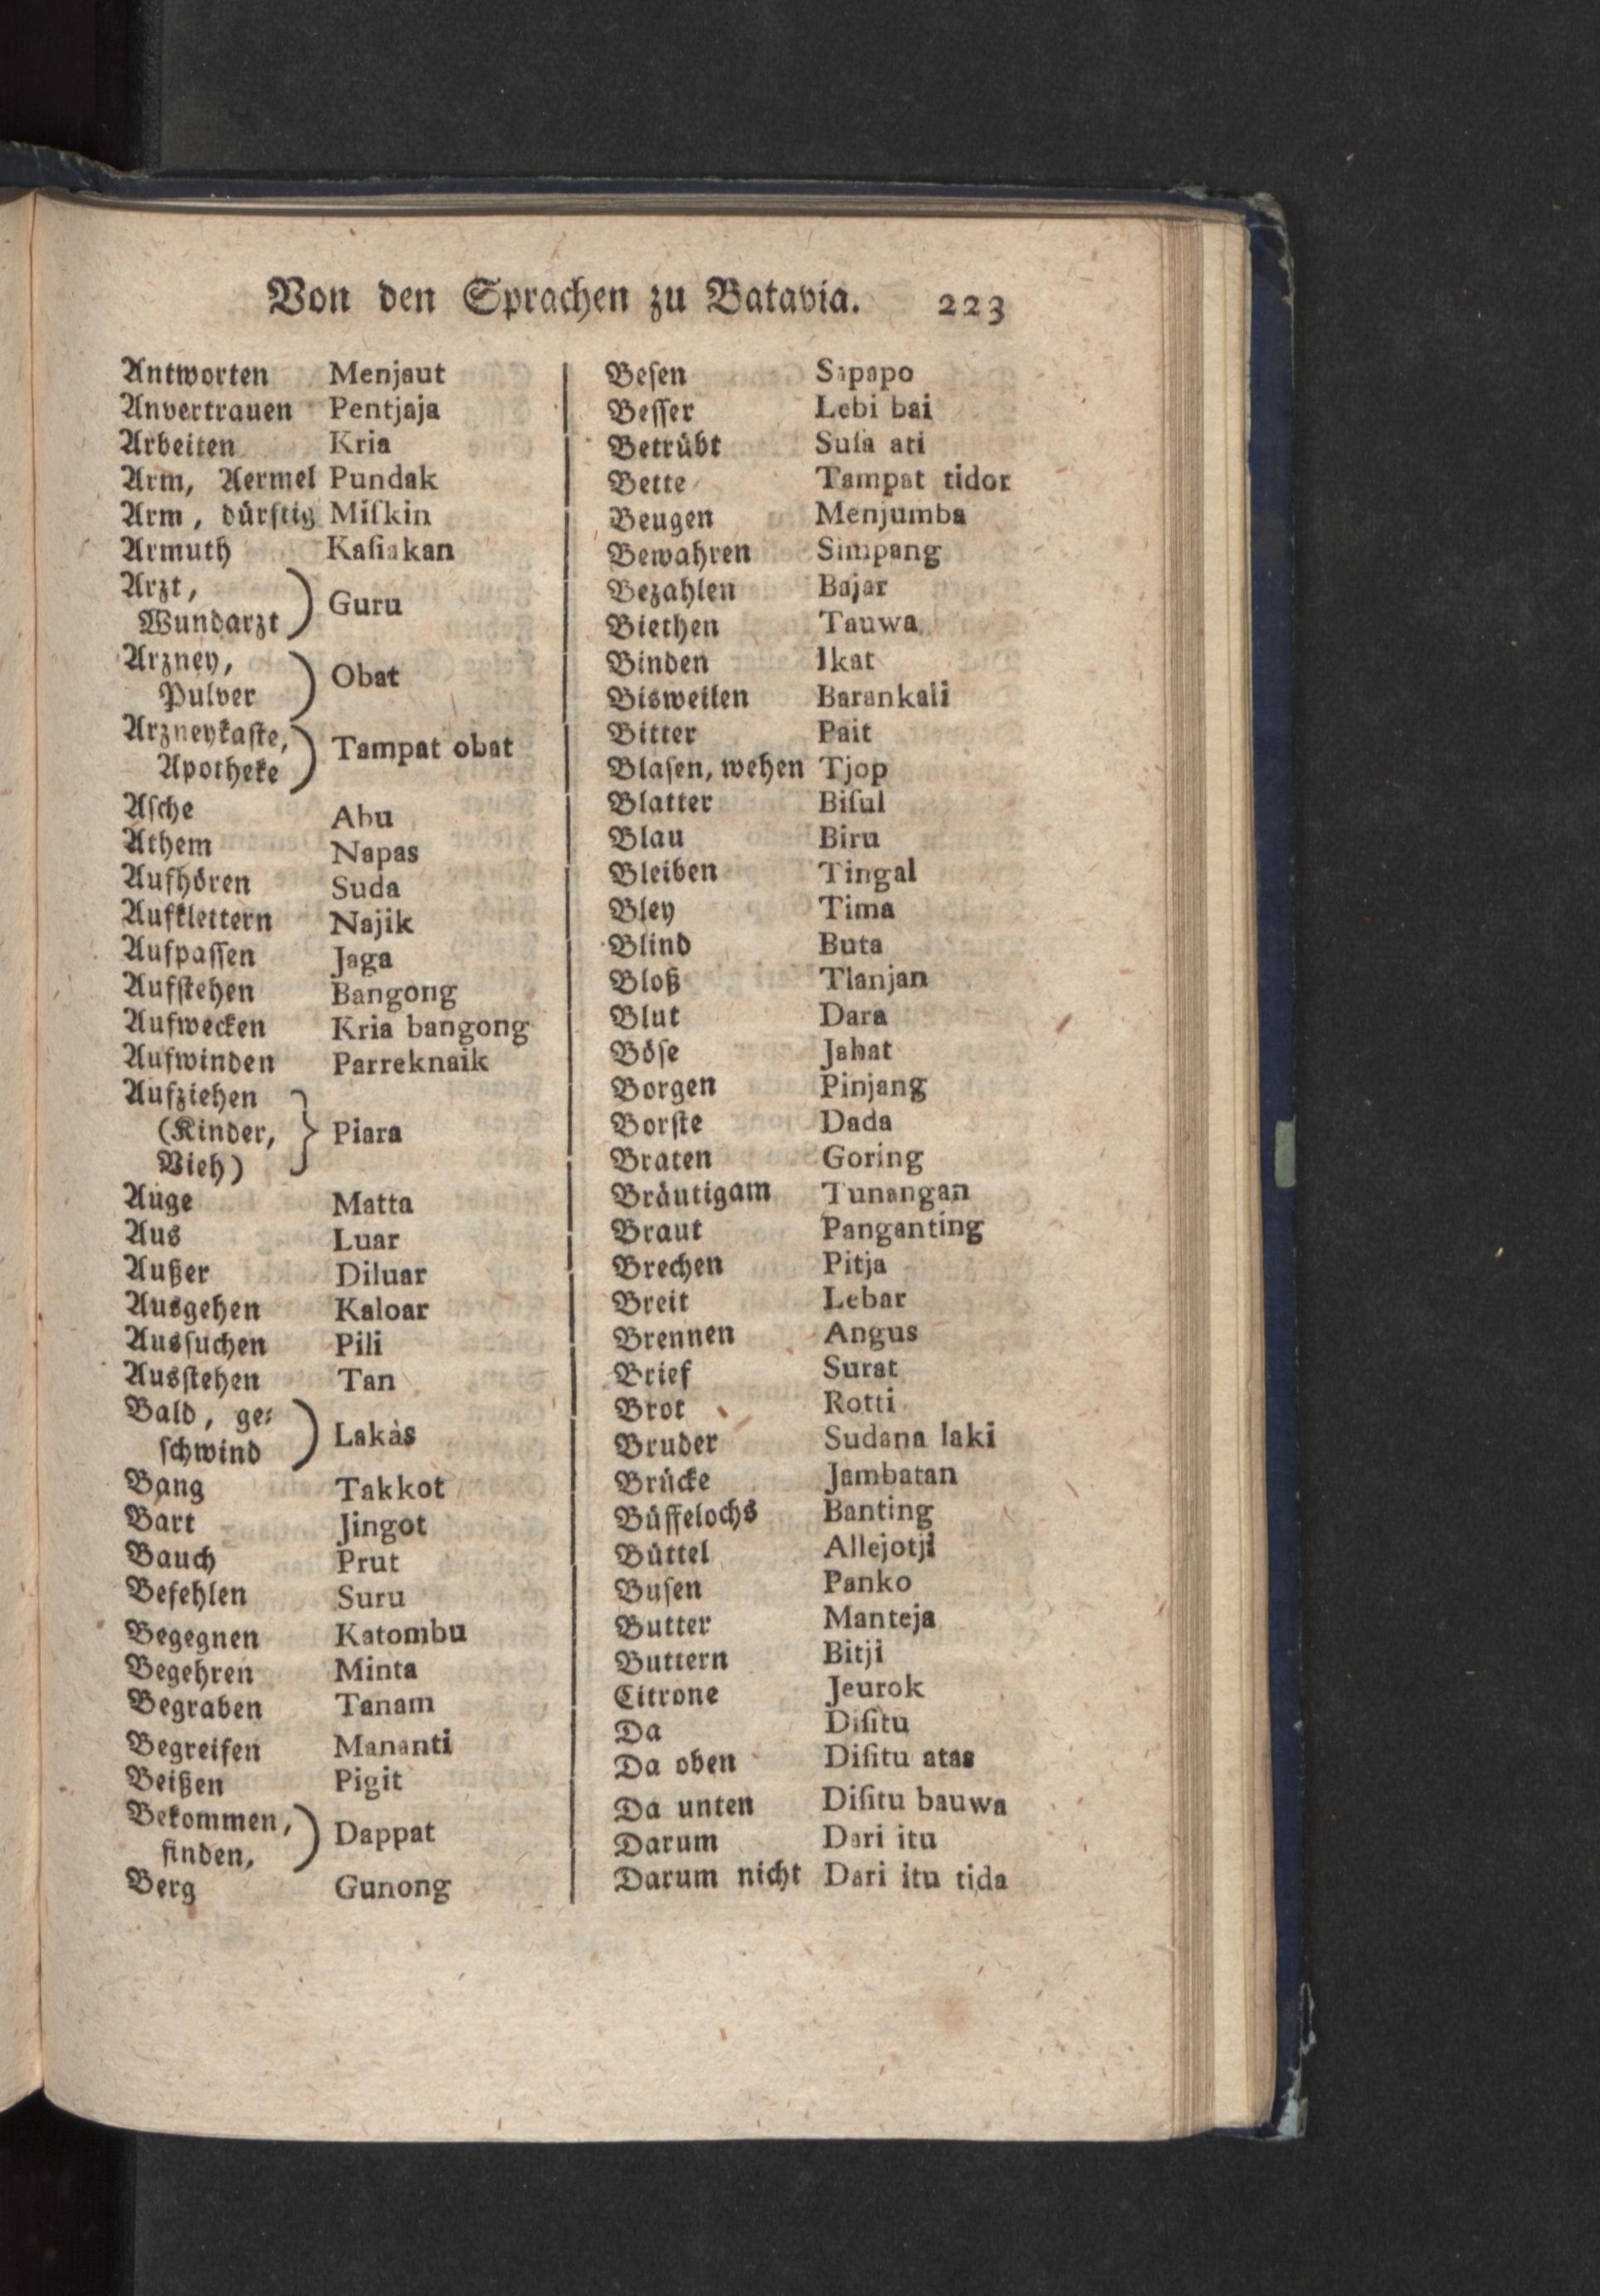 Von den Sprachen zu Batavia. 223
Antworten Menjaut
Anvertrauen Pentjaja
Arbeiten Kria
Arm, Aermel Pundak
Arm, dürftig Miſkin
Armuth Kaſiakan
Arzt,
Wundarzt) Guru
Arzney,
Pulver) Obat
Arzneykaſte,
Apotheke) Tampat obat
Aſche Abu
Athem Napas
Aufhören Suda
Aufklettern Najik
Aufpaſſen Jaga
Aufſtehen Bangong
Aufwecken Kria bangong
Aufwinden Parreknaik
Aufziehen
(Kinder,} Piara
Vieh)
Auge Matta
Aus Luar
Außer Diluar
Ausgehen Kaloar
Ausſuchen Pili
Ausſtehen Tan
Bald, ge⸗
ſchwind) Lakàs
Bang Takkot
Bart Jingot
Bauch Prut
Befehlen Suru
Begegnen Katombu
Begehren Minta
Begraben Tanam
Begreifen Mananti
Beißen Pigit
Bekommen,
finden,) Dappat
Berg Gunong
Beſen Sapapo
Beſſer Lebi bai
Betrübt Suſa ati
Bette Tampat tidor
Beugen Menjumba
Bewahren Simpang
Bezahlen Bajar
Biethen Tauwa
Binden Ikat
Bisweilen Barankali
Bitter Pait
Blaſen, wehen Tjop
Blatter Biſul
Blau Biru
Bleiben Tingal
Bley Tima
Blind Buta
Bloß Tlanjan
Blut Dara
Böſe Jahat
Borgen Pinjang
Borſte Dada
Braten Goring
Bräutigam Tunangan
Braut Panganting
Brechen Pitja
Breit Lebar
Brennen Angus
Brief Surat
Brot Rotti
Bruder Sudana laki
Brücke Jambatan
Büffelochs Banting
Büttel Allejotji
Buſen Panko
Butter Manteja
Buttern Bitji
Citrone Jeurok
Da Diſitu
Da oben Diſitu atas
Da unten Diſitu bauwa
Darum Dari itu
Darum nicht Dari itu tida